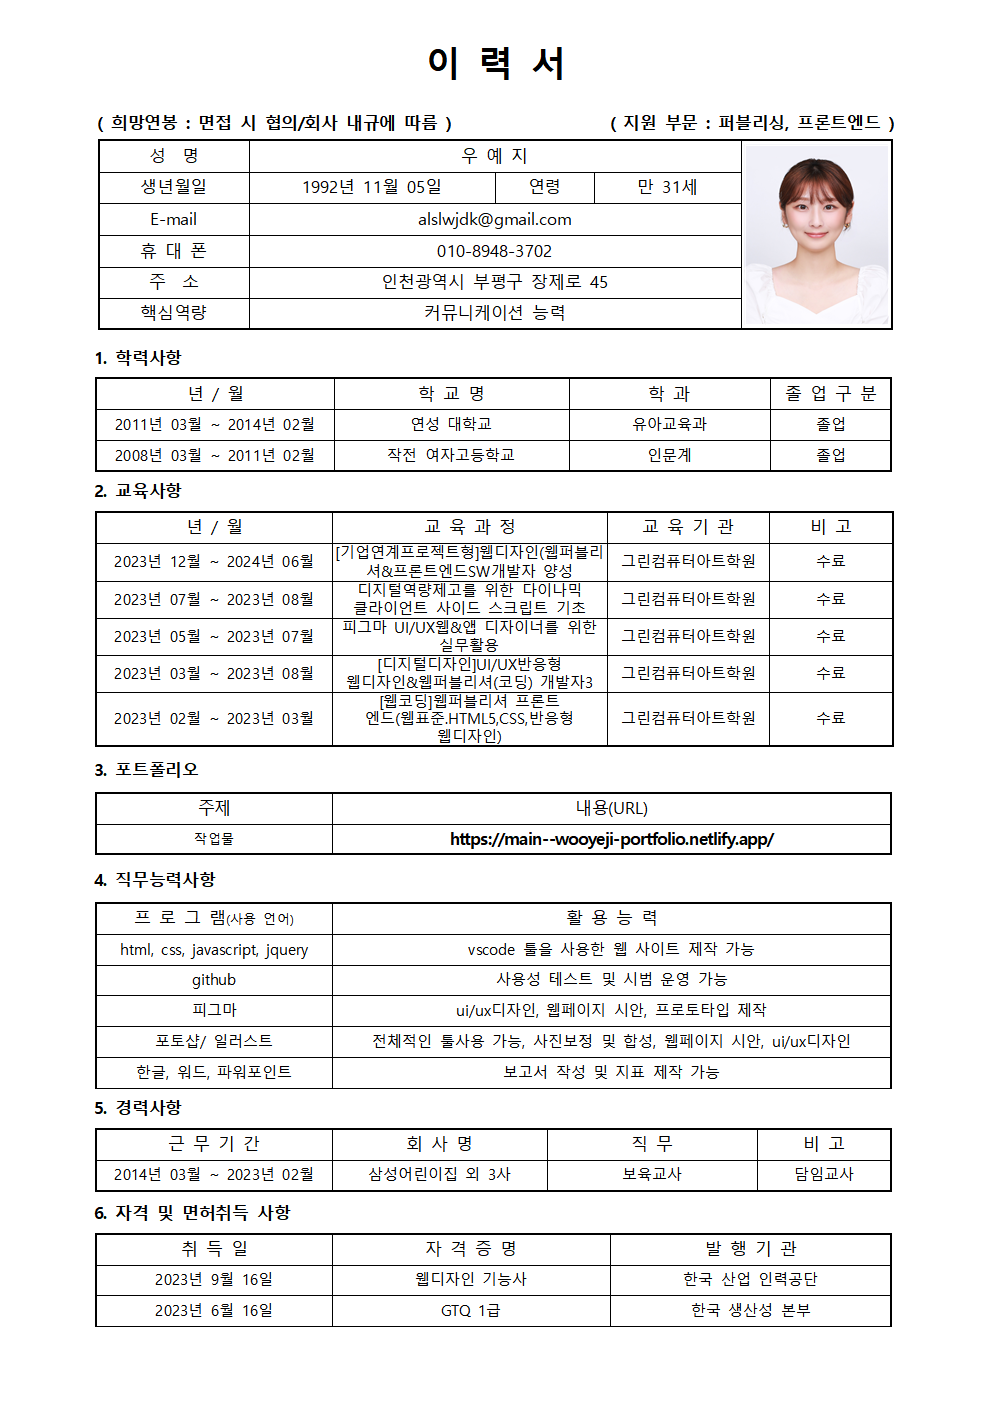 이 력 서
( 희망연봉 : 면접 시 협의/회사 내규에 따름 ) ( 지원 부문 : 퍼블리싱, 프론트엔드 )
성 명 우 예 지
생년월일 1992년 11월 05일 연령 만 31세
E-mail alslwjdk@gmail.com
휴 대 폰 010-8948-3702
주 소 인천광역시 부평구 장제로 45
핵심역량 커뮤니케이션 능력
1. 학력사항
년 / 월 학 교 명 학 과 졸 업 구 분
2011년 03월 ~ 2014년 02월 연성 대학교 유아교육과 졸업
2008년 03월 ~ 2011년 02월 작전 여자고등학교 인문계 졸업
2. 교육사항
년 / 월 교 육 과 정 교 육 기 관 비 고
2023년 12월 ~ 2024년 06월 [기업연계프로젝트형]웹디자인(웹퍼블리
셔&프론트엔드SW개발자 양성 그린컴퓨터아트학원 수료
2023년 07월 ~ 2023년 08월 디지털역량제고를 위한 다이나믹
클라이언트 사이드 스크립트 기초 그린컴퓨터아트학원 수료
2023년 05월 ~ 2023년 07월 피그마 UI/UX웹&앱 디자이너를 위한
실무활용 그린컴퓨터아트학원 수료
2023년 03월 ~ 2023년 08월 [디지털디자인]UI/UX반응형
웹디자인&웹퍼블리셔(코딩) 개발자3 그린컴퓨터아트학원 수료
2023년 02월 ~ 2023년 03월 [웹코딩]웹퍼블리셔 프론트
엔드(웹표준.HTML5,CSS,반응형
웹디자인) 그린컴퓨터아트학원 수료
3. 포트폴리오
주제 내용(URL)
작업물 https://main--wooyeji-portfolio.netlify.app/
4. 직무능력사항
프 로 그 램(사용 언어) 활 용 능 력
html, css, javascript, jquery vscode 툴을 사용한 웹 사이트 제작 가능
github 사용성 테스트 및 시범 운영 가능
피그마 ui/ux디자인, 웹페이지 시안, 프로토타입 제작
포토샵/ 일러스트 전체적인 툴사용 가능, 사진보정 및 합성, 웹페이지 시안, ui/ux디자인
한글, 워드, 파워포인트 보고서 작성 및 지표 제작 가능
5. 경력사항
근 무 기 간 회 사 명 직 무 비 고
2014년 03월 ~ 2023년 02월 삼성어린이집 외 3사 보육교사 담임교사
6. 자격 및 면허취득 사항
취 득 일 자 격 증 명 발 행 기 관
2023년 9월 16일 웹디자인 기능사 한국 산업 인력공단
2023년 6월 16일 GTQ 1급 한국 생산성 본부